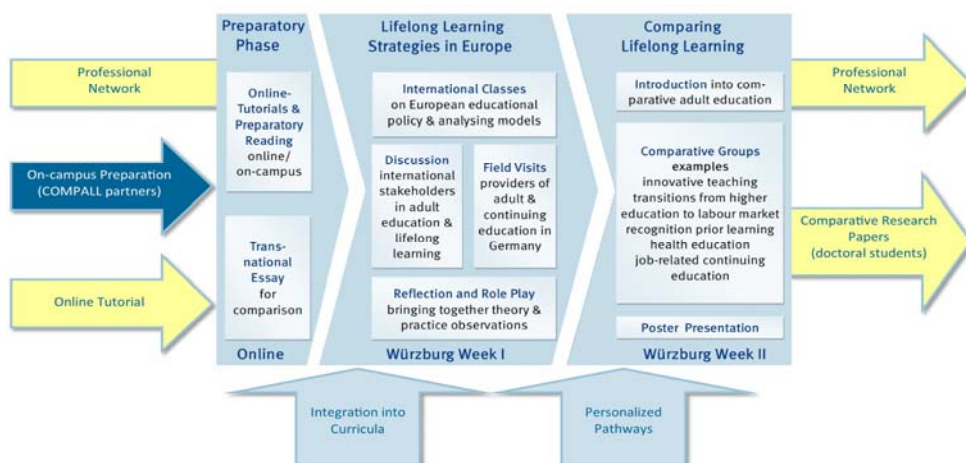 Professional
Network
On-campus Preparation
(COMPALL partners)
Online Tutorial
Preparatory
Phase
Online-
Tutorials &
Preparatory
Reading
online/
on-campus
Trans-
national
Essay
for
comparison
Online
Lifelong Learning
Strategies in Europe
International Classes
on European educational
policy & analysing models
Discussion
international
stakeholders
in adult
education &
lifelong
learning
Field Visits
providers of
adult &
continuing
education in
Germany
Reflection and Role Play
bringing together theory &
practice observations
Würzburg Week I
Comparing
Lifelong Learning
Introduction into com-
parative adult education
Comparative Groups
examples
innovative teaching
transitions from higher
education to labour market
recognition prior learning
health education
job-related continuing
education
Poster Presentation
Würzburg Week II
Professional
Network
Comparative Research
Papers
(doctoral students)
Integration into
Curricula
Personalized
Pathways